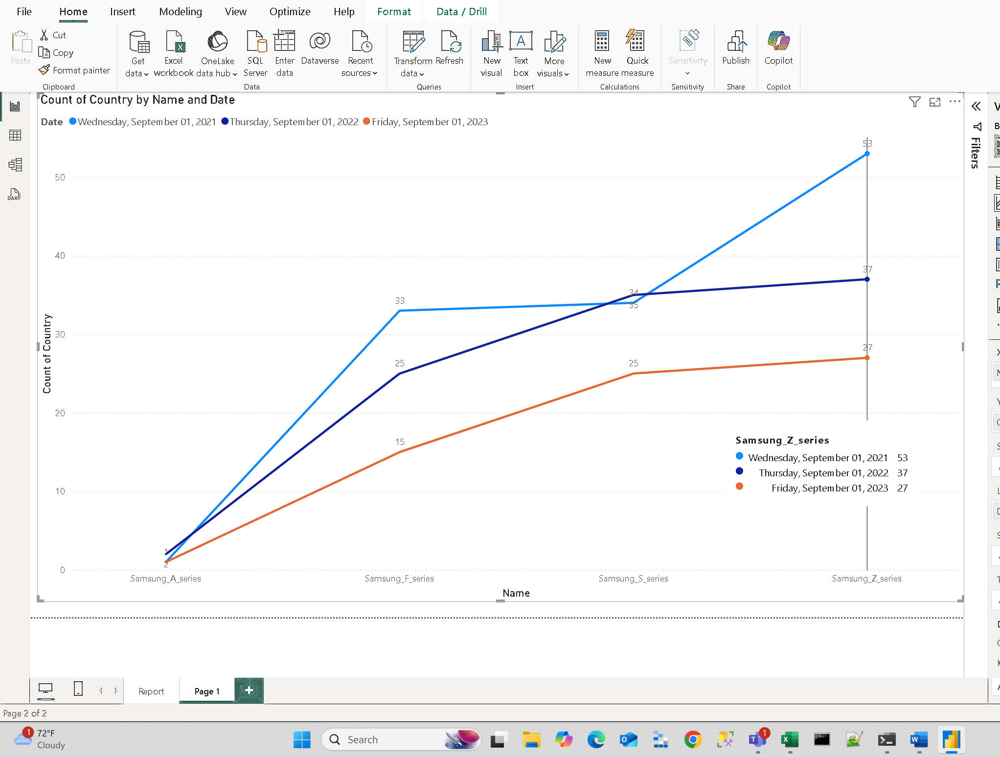 File Home Insert Modeling View Optimize Help Format Data / Drill
Paste
Cut
Copy
Format painter
Clipboard
Get data
Excel workbook
OneLake data hub
SQL Server
Enter data
Dataverse
Recent sources
Data
Transform data
Refresh
Queries
New visual
Text box
More visuals
Insert
New measure
Quick measure
Calculations
Sensitivity
Sensitivity
Publish
Share
Copilot
Copilot
DAX
Count of Country by Name and Date
Date Wednesday, September 01, 2021 Thursday, September 01, 2022 Friday, September 01, 2023
Filters
Count of Country
50
40
30
20
10
0
53
37
27
33
25
15
34
35
25
1
2
Samsung_Z_series
Wednesday, September 01, 2021 53
Thursday, September 01, 2022 37
Friday, September 01, 2023 27
Samsung_A_series Samsung_F_series Samsung_S_series Samsung_Z_series
Name
Report Page 1
Page 2 of 2
1
72°F
Cloudy
Search
1